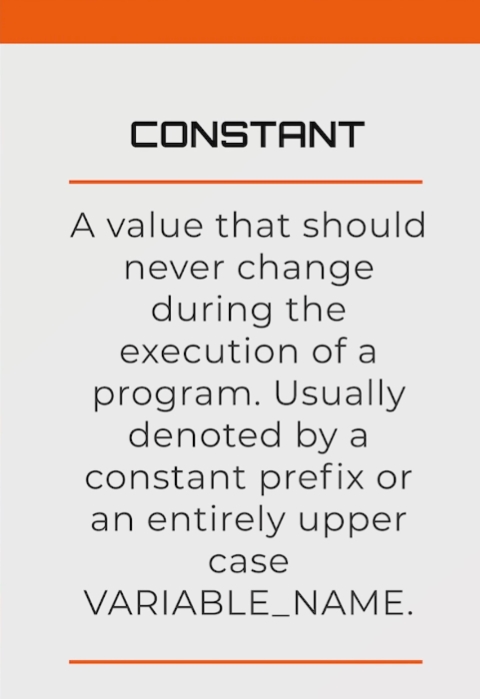 CONSTANT
A value that should
never change
during the
execution of a
program. Usually
denoted by a
constant prefix or
an entirely upper
case
VARIABLE_NAME.